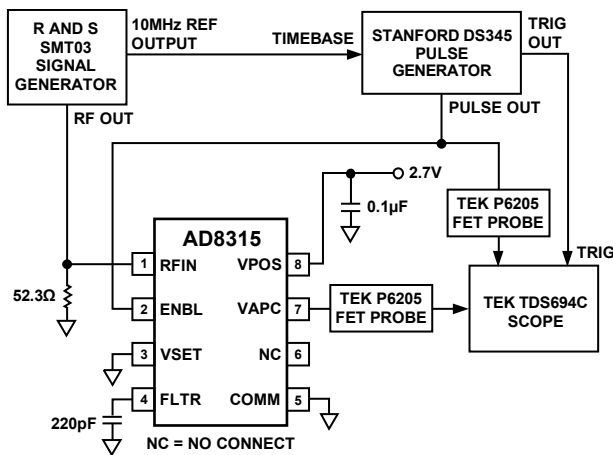 R AND S
SMT03
SIGNAL
GENERATOR
10MHz REF
OUTPUT
TIMEBASE
STANFORD DS345
PULSE
GENERATOR
TRIG
OUT
RF OUT
PULSE OUT
2.7V
0.1µF
TEK P6205
FET PROBE
TRIG
AD8315
1 RFIN
VPOS 8
52.3Ω
2 ENBL
VAPC 7
TEK P6205
FET PROBE
TEK TDS694C
SCOPE
3 VSET
NC 6
4 FLTR
COMM 5
220pF
NC = NO CONNECT